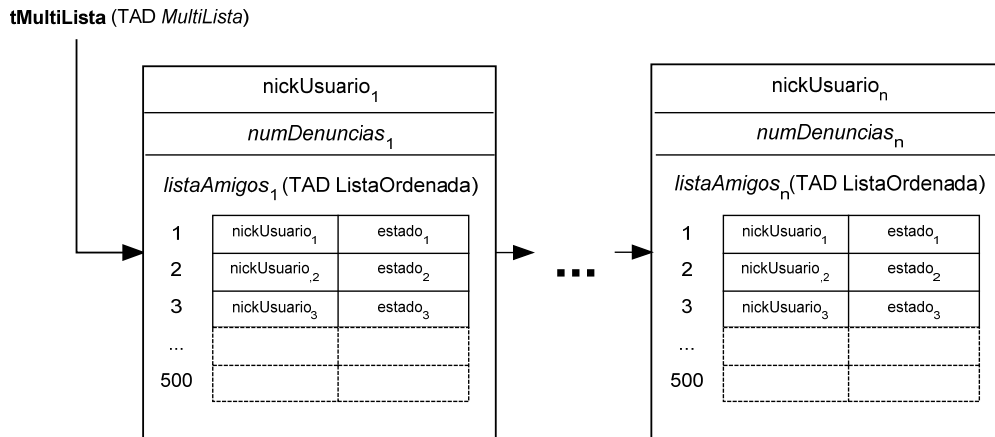 tMultiLista (TAD MultiLista)
nickUsuario1
numDenuncias1
listaAmigos1 (TAD ListaOrdenada)
1 nickUsuario1 estado1
2 nickUsuario,2 estado2
3 nickUsuario3 estado3
...
500
...
nickUsuarion
numDenunciasn
listaAmigosn(TAD ListaOrdenada)
1 nickUsuario1 estado1
2 nickUsuario,2 estado2
3 nickUsuario3 estado3
...
500